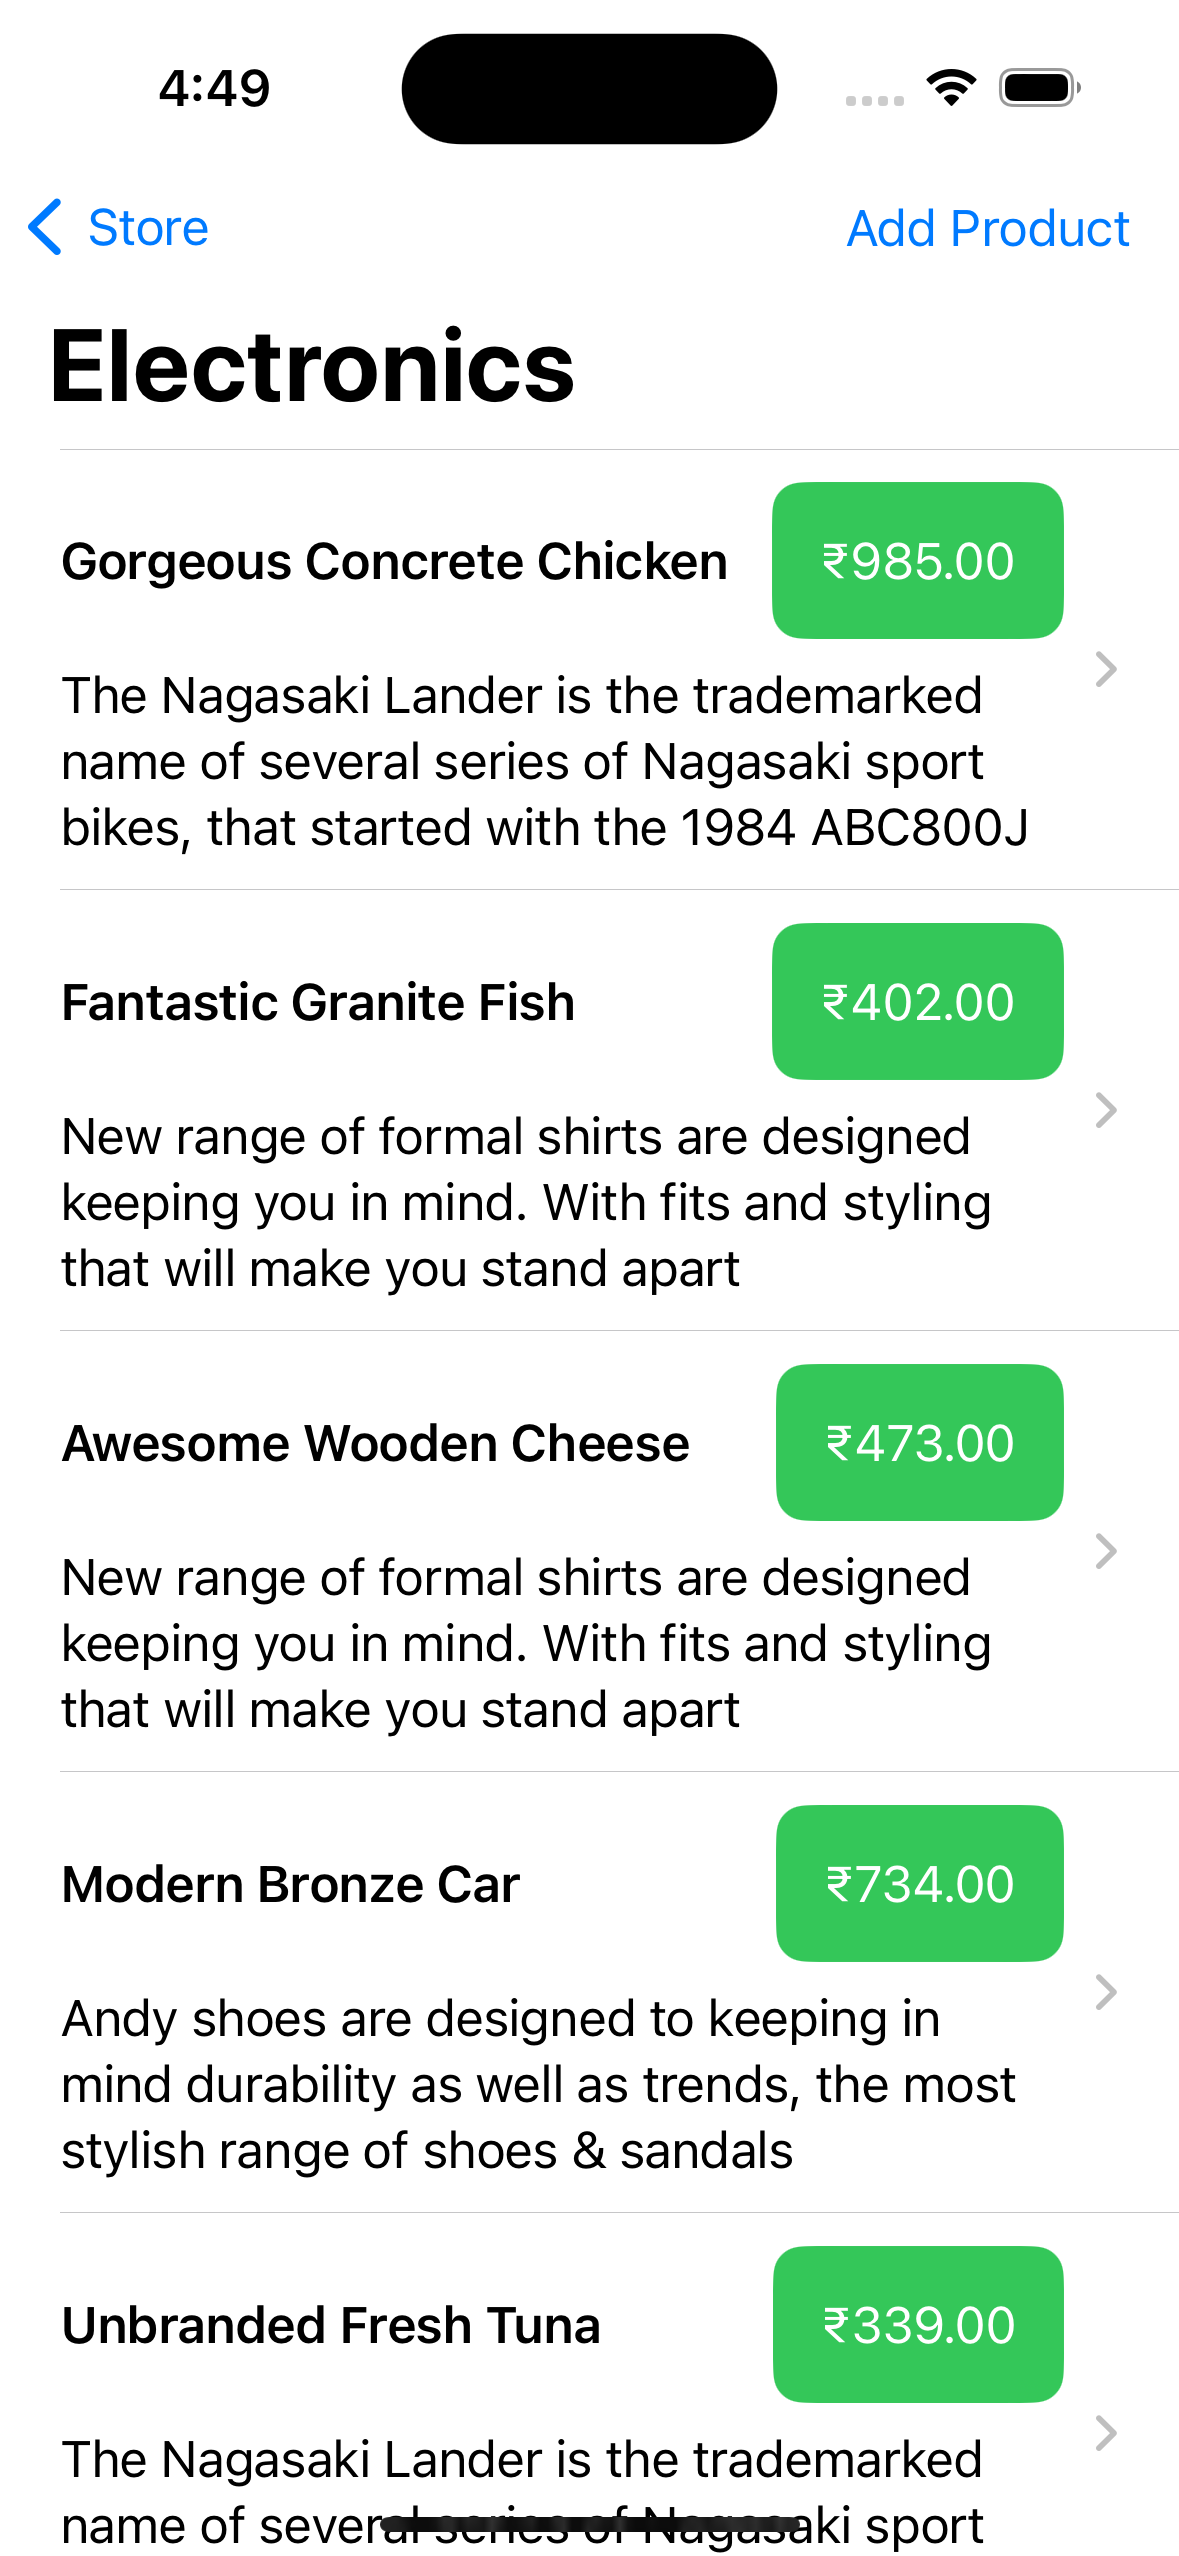 4:49
Store
Add Product
Electronics
Gorgeous Concrete Chicken
₹985.00
The Nagasaki Lander is the trademarked
name of several series of Nagasaki sport
bikes, that started with the 1984 ABC800J
Fantastic Granite Fish
₹402.00
New range of formal shirts are designed
keeping you in mind. With fits and styling
that will make you stand apart
Awesome Wooden Cheese
₹473.00
New range of formal shirts are designed
keeping you in mind. With fits and styling
that will make you stand apart
Modern Bronze Car
₹734.00
Andy shoes are designed to keeping in
mind durability as well as trends, the most
stylish range of shoes & sandals
Unbranded Fresh Tuna
₹339.00
The Nagasaki Lander is the trademarked
name of several series of Nagasaki sport